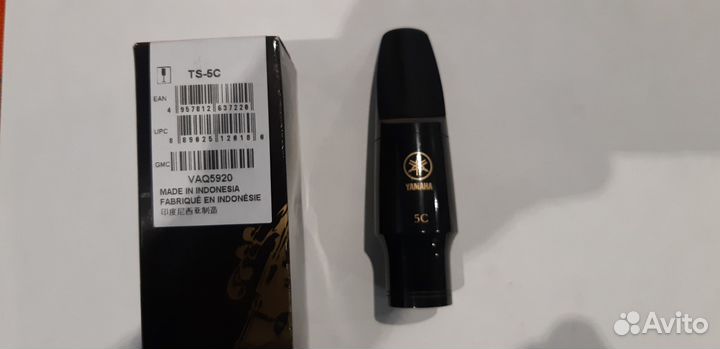 TS-5C
EAN
4 957812 637220
UPC
8 89025 12018 0
GMC
VAQ5920
MADE IN INDONESIA
FABRIQUÉ EN INDONÉSIE
印度尼西亚制造
YAMAHA
5C
Avito